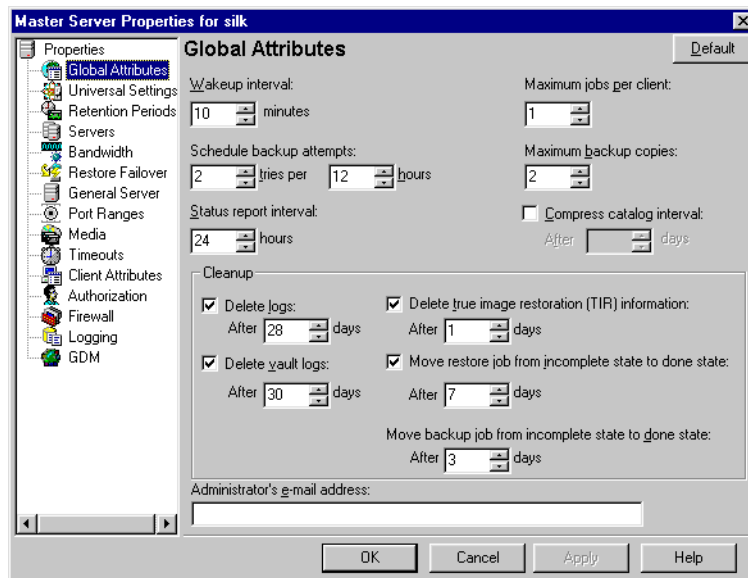 Master Server Properties for silk
Properties
Global Attributes
Universal Settings
Retention Periods
Servers
Bandwidth
Restore Failover
General Server
Port Ranges
Media
Timeouts
Client Attributes
Authorization
Firewall
Logging
GDM
Global Attributes
Default
Wakeup interval:
10 minutes
Maximum jobs per client:
1
Schedule backup attempts:
2 tries per 12 hours
Maximum backup copies:
2
Status report interval:
24 hours
Compress catalog interval:
After days
Cleanup
Delete logs:
After 28 days
Delete true image restoration (TIR) information:
After 1 days
Delete vault logs:
After 30 days
Move restore job from incomplete state to done state:
After 7 days
Move backup job from incomplete state to done state:
After 3 days
Administrator's e-mail address:
OK Cancel Apply Help